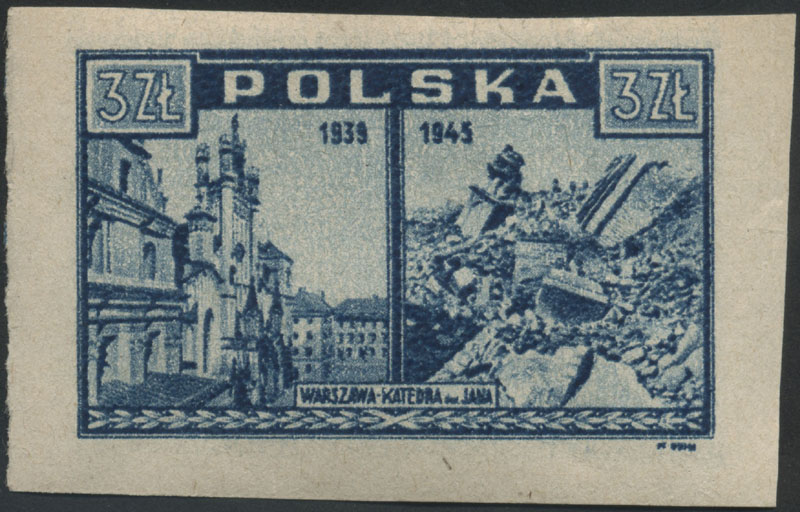 3 ZŁ POLSKA 3 ZŁ
1939 1945
WARSZAWA-KATEDRA św. JANA